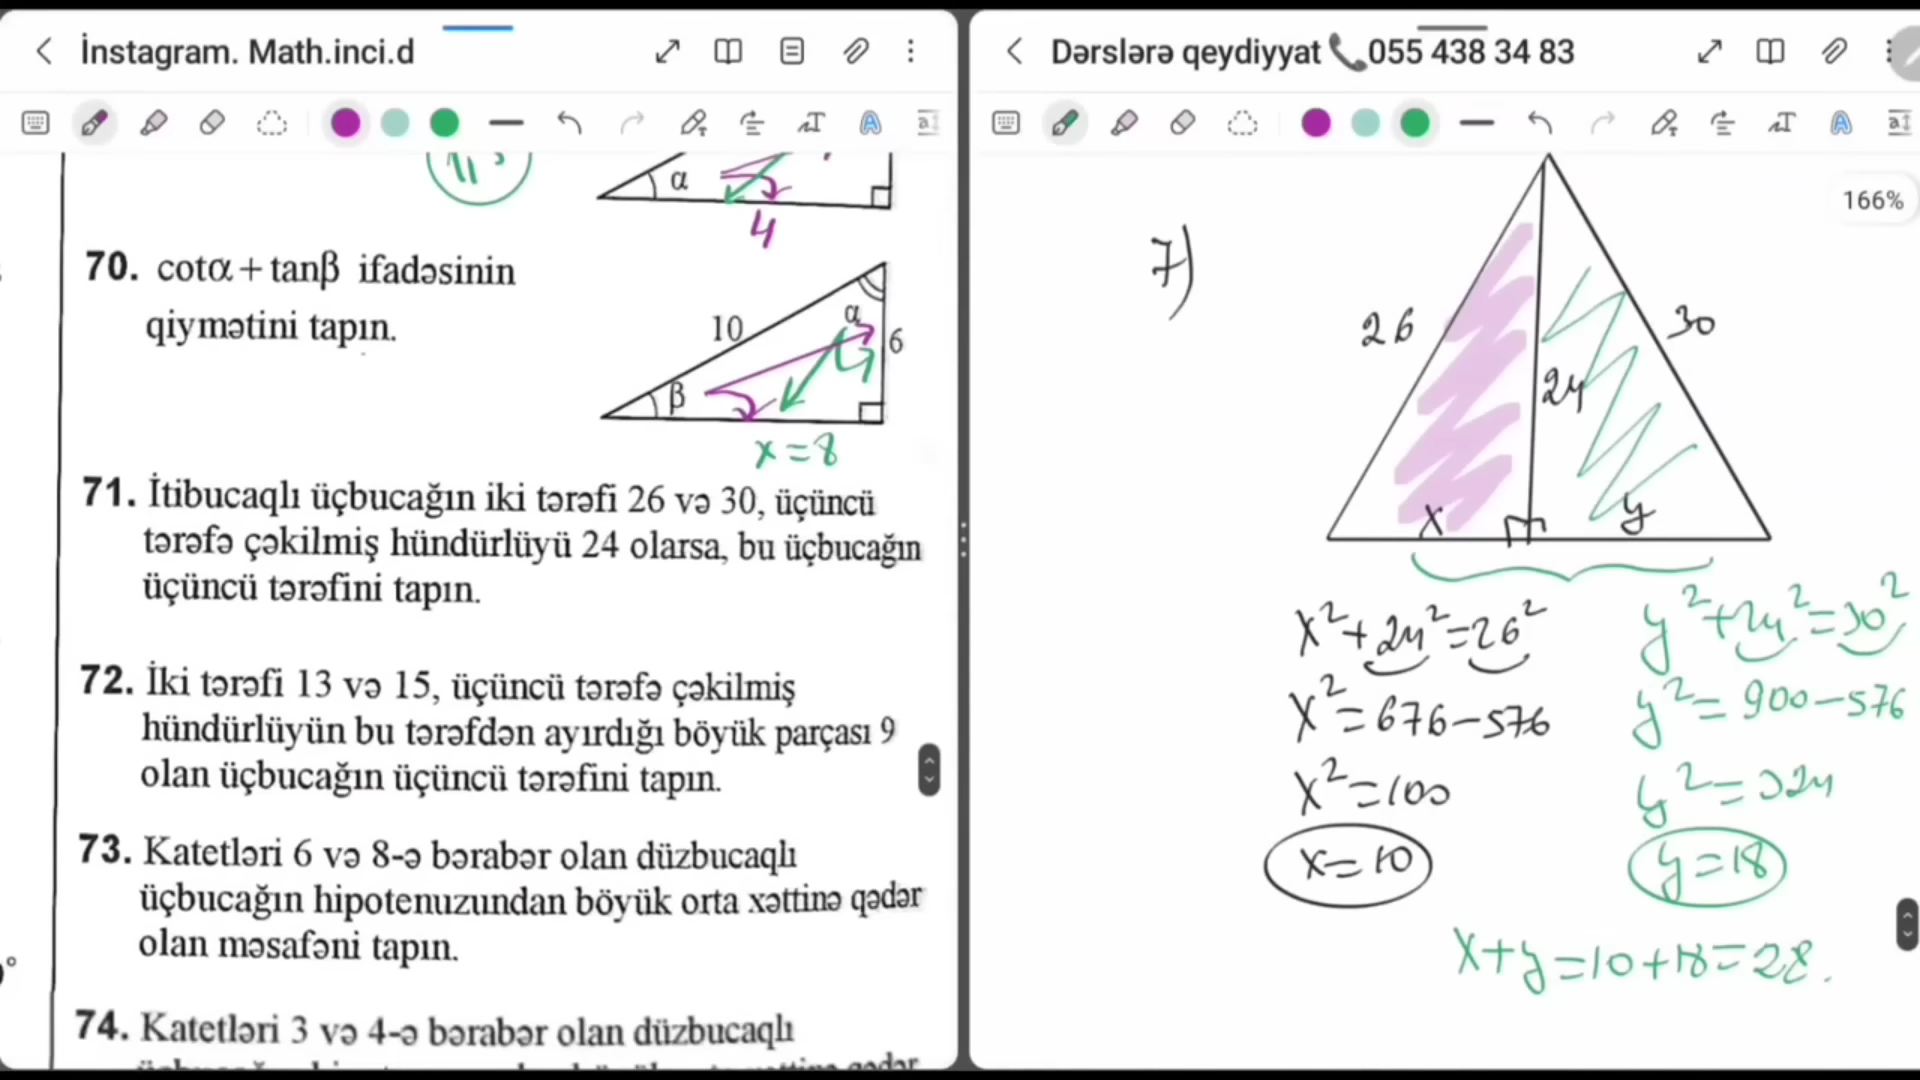 İnstagram. Math.inci.d
α
4
70. cotα + tanβ ifadəsinin
qiymətini tapın.
10
α
6
β
x = 8
71. İtibucaqlı üçbucağın iki tərəfi 26 və 30, üçüncü
tərəfə çəkilmiş hündürlüyü 24 olarsa, bu üçbucağın
üçüncü tərəfini tapın.
72. İki tərəfi 13 və 15, üçüncü tərəfə çəkilmiş
hündürlüyün bu tərəfdən ayırdığı böyük parçası 9
olan üçbucağın üçüncü tərəfini tapın.
73. Katetləri 6 və 8-ə bərabər olan düzbucaqlı
üçbucağın hipotenuzundan böyük orta xəttinə qədər
olan məsafəni tapın.
74. Katetləri 3 və 4-ə bərabər olan düzbucaqlı
Dərslərə qeydiyyat 📞055 438 34 83
166%
7)
26
30
24
x
y
x² + 24² = 26²
x² = 676 - 576
x² = 100
x = 10
y² + 24² = 30²
y² = 900 - 576
y² = 324
y = 18
x + y = 10 + 18 = 28.